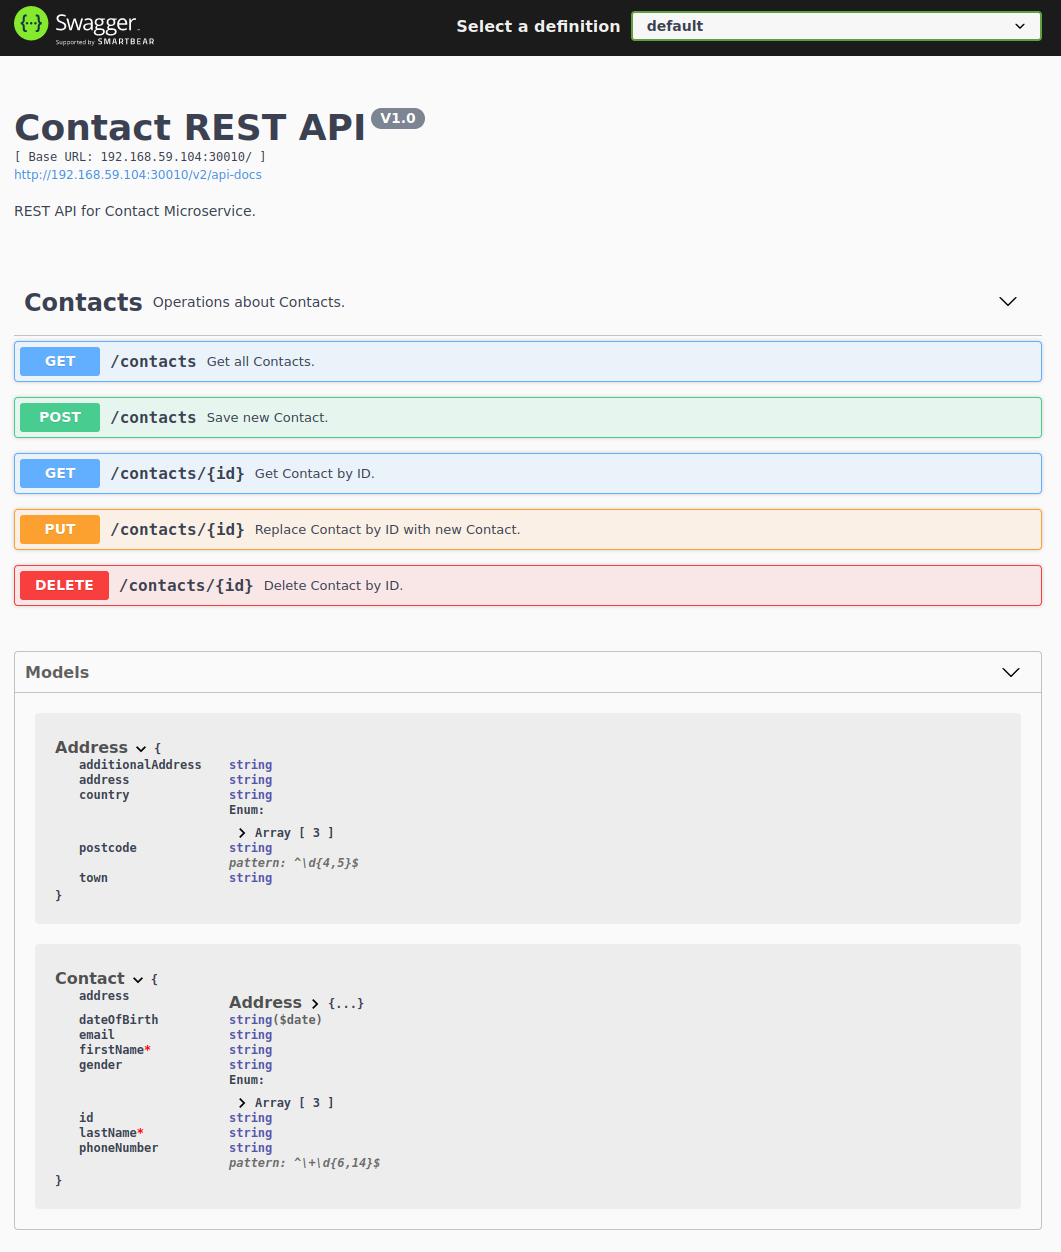 Swagger
Supported by SMARTBEAR
Select a definition
default
Contact REST API V1.0
[ Base URL: 192.168.59.104:30010/ ]
http://192.168.59.104:30010/v2/api-docs
REST API for Contact Microservice.
Contacts Operations about Contacts.
GET /contacts Get all Contacts.
POST /contacts Save new Contact.
GET /contacts/{id} Get Contact by ID.
PUT /contacts/{id} Replace Contact by ID with new Contact.
DELETE /contacts/{id} Delete Contact by ID.
Models
Address {
additionalAddress string
address string
country string
Enum:
Array [ 3 ]
postcode string
pattern: ^\d{4,5}$
town string
}
Contact {
address Address {...}
dateOfBirth string($date)
email string
firstName* string
gender string
Enum:
Array [ 3 ]
id string
lastName* string
phoneNumber string
pattern: ^\+\d{6,14}$
}